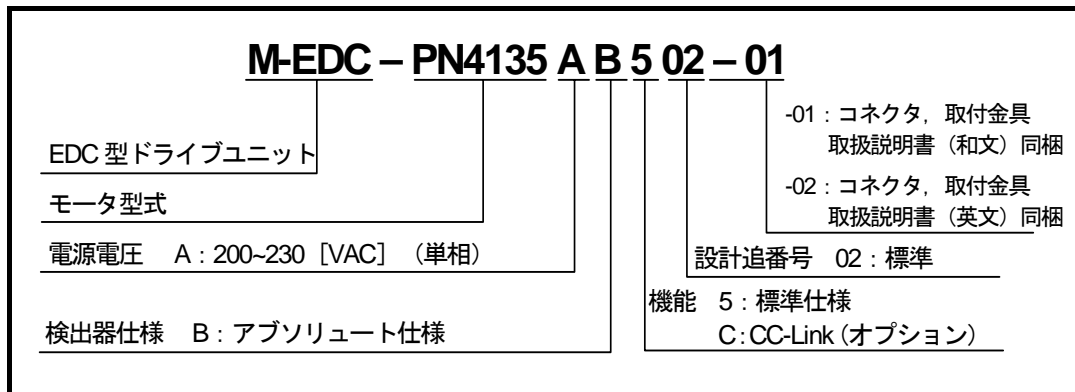 M-EDC – PN4135 A B 5 02 – 01
-01：コネクタ，取付金具
取扱説明書（和文）同梱
EDC 型ドライブユニット
-02：コネクタ，取付金具
モータ型式
取扱説明書（英文）同梱
電源電圧　A：200~230［VAC］（単相）
設計追番号　02：標準
機能　5：標準仕様
検出器仕様　B：アブソリュート仕様
C：CC-Link（オプション）